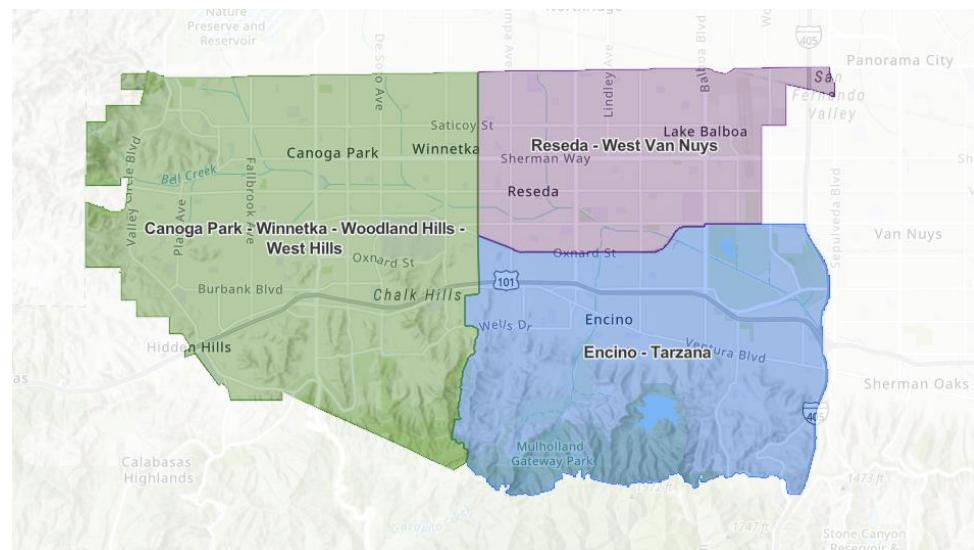 Nature
Preserve and
Reservoir
De Soto Ave
Lindley Ave
Balboa Blvd
405
Panorama City
San
Fernando
Valley
Saticoy St
Canoga Park
Winnetka
Lake Balboa
Reseda - West Van Nuys
Sherman Way
Bell Creek
Valley Circle Blvd
Fallbrook Ave
Reseda
Sepulveda Blvd
Canoga Park - Winnetka - Woodland Hills -
West Hills
Van Nuys
Oxnard St
Oxnard St
Burbank Blvd
Chalk Hills
101
Wells Dr
Encino
Hidden Hills
Ventura Blvd
Encino - Tarzana
Sherman Oaks
405
Mulholland
Gateway Park
Calabasas
Highlands
1473 ft
1747 ft
Stone Canyon
Reservoir &